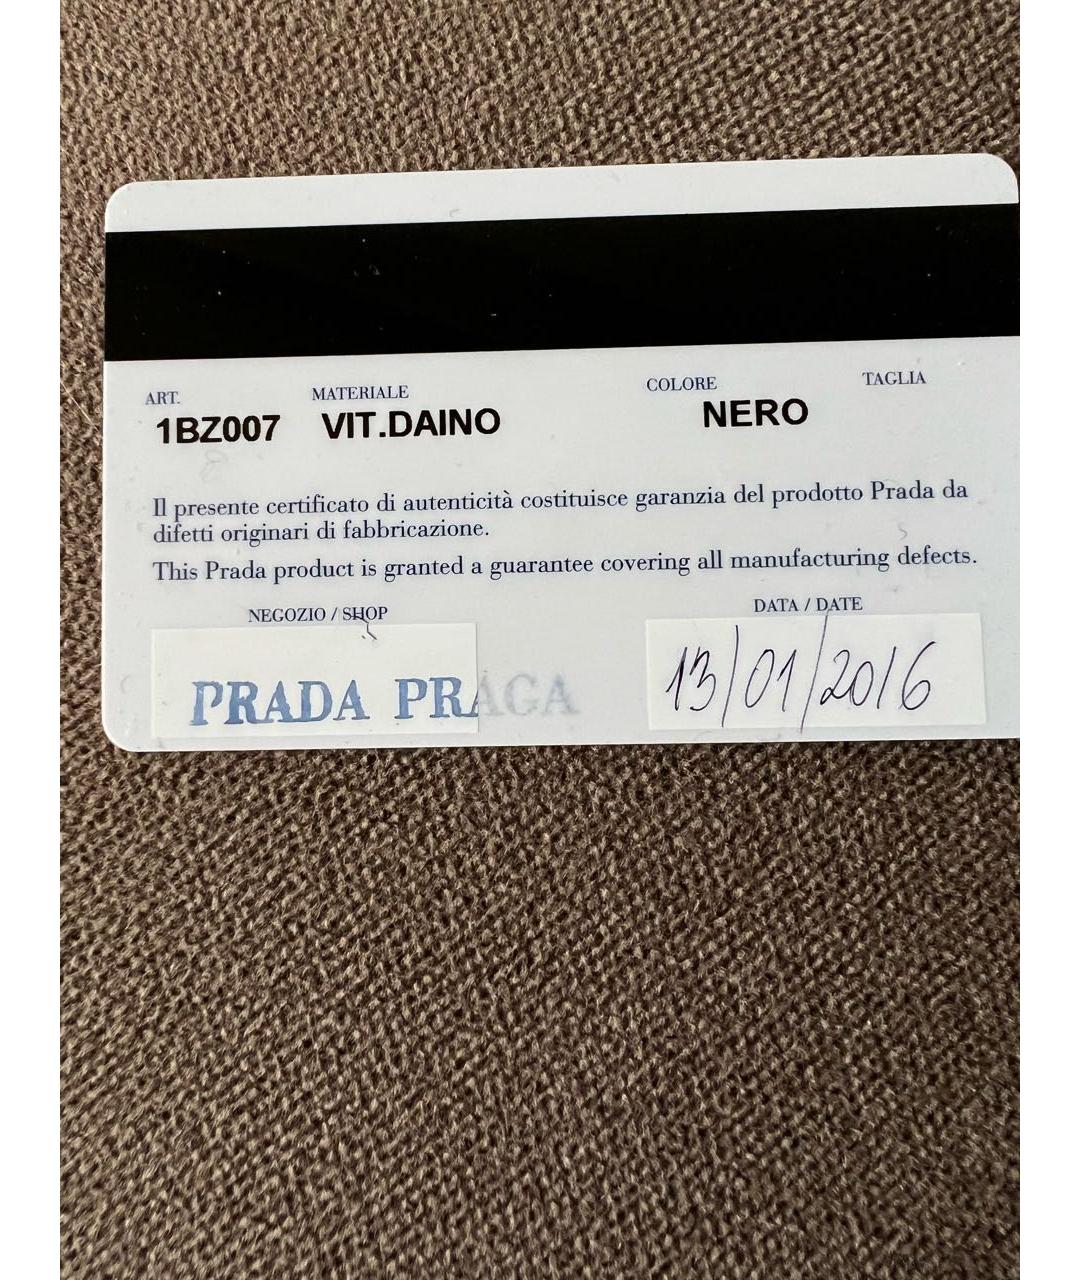 ART. MATERIALE COLORE TAGLIA
1BZ007 VIT.DAINO NERO
Il presente certificato di autenticità costituisce garanzia del prodotto Prada da
difetti originari di fabbricazione.
This Prada product is granted a guarantee covering all manufacturing defects.
NEGOZIO / SHOP DATA / DATE
PRADA PRAGA 13/01/2016